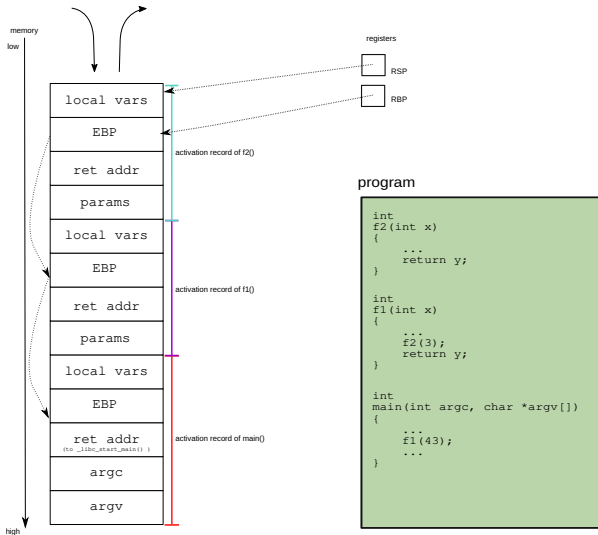 memory
low
registers
RSP
RBP
local vars
EBP
ret addr
params
activation record of f2()
local vars
EBP
ret addr
params
activation record of f1()
local vars
EBP
ret addr
(to _libc_start_main() )
argc
argv
activation record of main()
high
program
int
f2(int x)
{
...
return y;
}
int
f1(int x)
{
...
f2(3);
return y;
}
int
main(int argc, char *argv[])
{
...
f1(43);
...
}